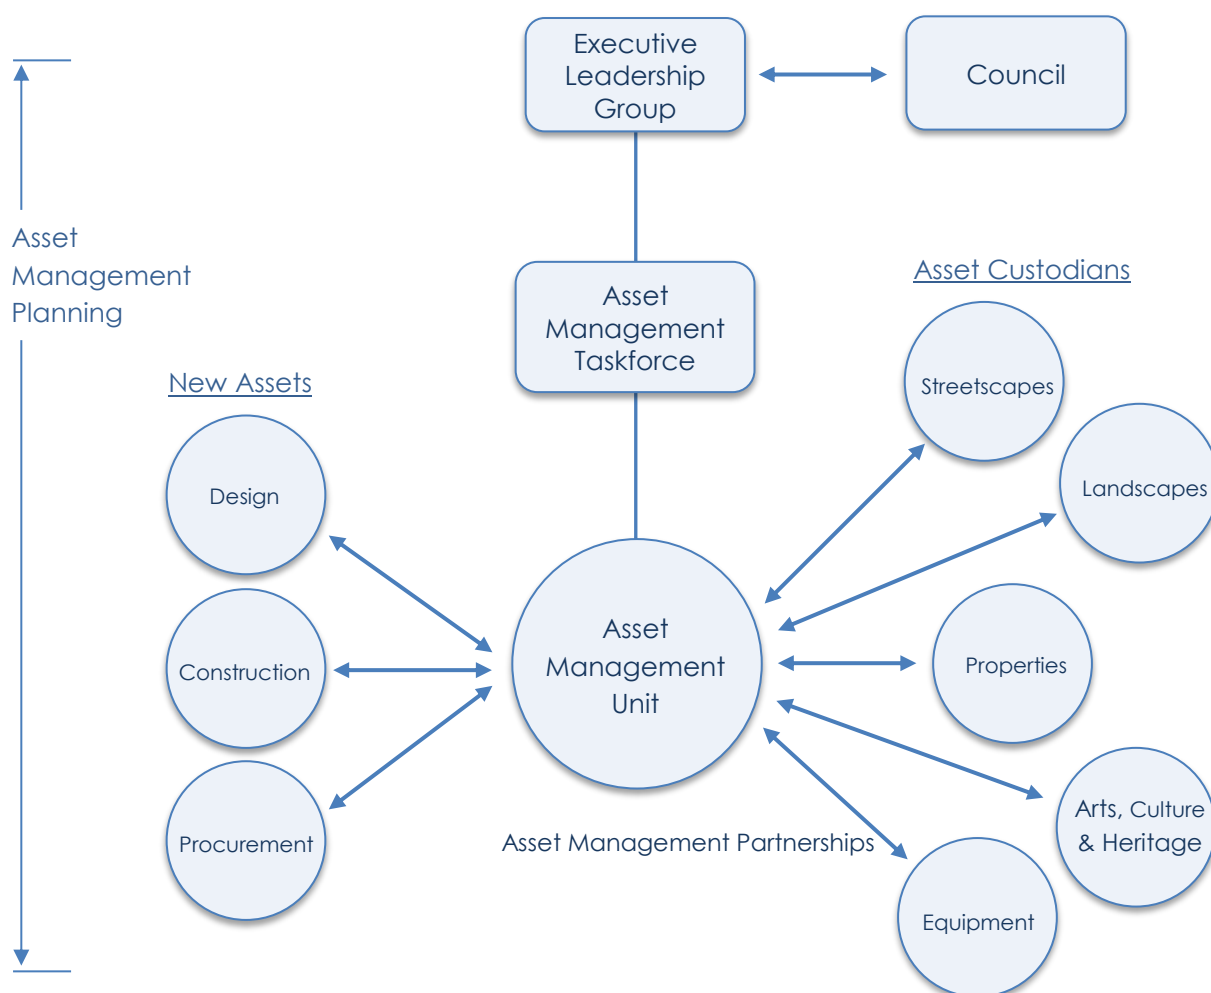 Executive
Leadership
Group
Council
Asset
Management
Planning
Asset
Management
Taskforce
Asset Custodians
New Assets
Streetscapes
Landscapes
Design
Asset
Management
Unit
Construction
Properties
Procurement
Asset Management Partnerships
Arts, Culture
& Heritage
Equipment